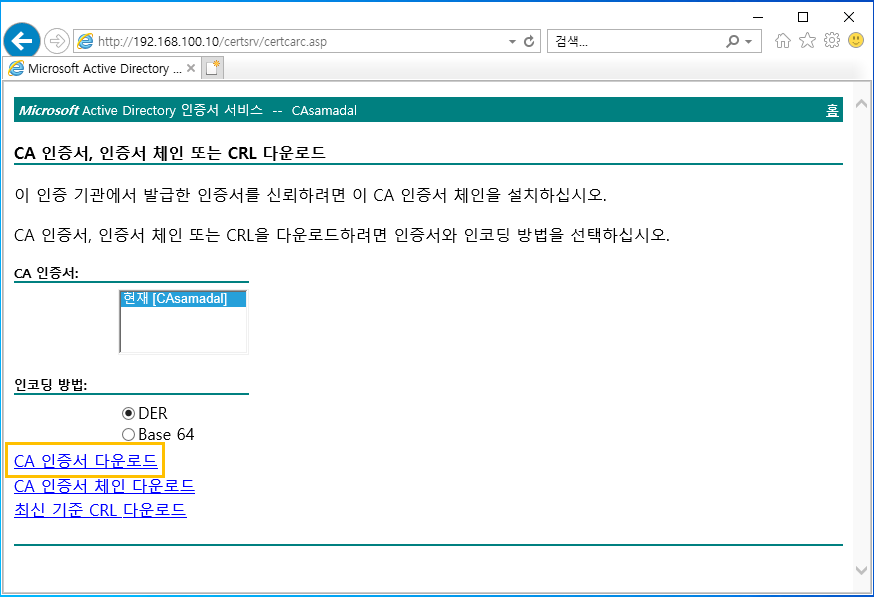 http://192.168.100.10/certsrv/certcarc.asp
검색...
Microsoft Active Directory ...
Microsoft Active Directory 인증서 서비스 -- CAsamadal
홈
CA 인증서, 인증서 체인 또는 CRL 다운로드
이 인증 기관에서 발급한 인증서를 신뢰하려면 이 CA 인증서 체인을 설치하십시오.
CA 인증서, 인증서 체인 또는 CRL을 다운로드하려면 인증서와 인코딩 방법을 선택하십시오.
CA 인증서:
현재 [CAsamadal]
인코딩 방법:
DER
Base 64
CA 인증서 다운로드
CA 인증서 체인 다운로드
최신 기준 CRL 다운로드